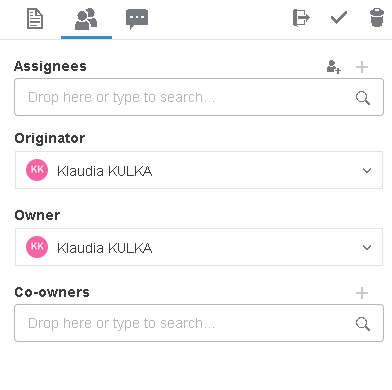 Assignees
Drop here or type to search...
Originator
KK Klaudia KULKA
Owner
KK Klaudia KULKA
Co-owners
Drop here or type to search...